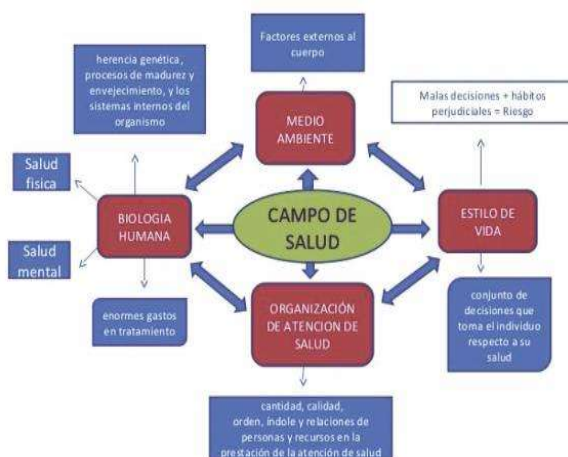 Factores externos al
cuerpo
herencia genética,
procesos de madurez y
envejecimiento, y los
sistemas internos del
organismo
Malas decisiones + hábitos
perjudiciales = Riesgo
MEDIO
AMBIENTE
Salud
fisica
BIOLOGIA
HUMANA
CAMPO DE
SALUD
ESTILO DE
VIDA
Salud
mental
enormes gastos
en tratamiento
ORGANIZACIÓN
DE ATENCION DE
SALUD
conjunto de
decisiones que
toma el individuo
respecto a su
salud
cantidad, calidad,
orden, índole y relaciones de
personas y recursos en la
prestación de la atención de salud